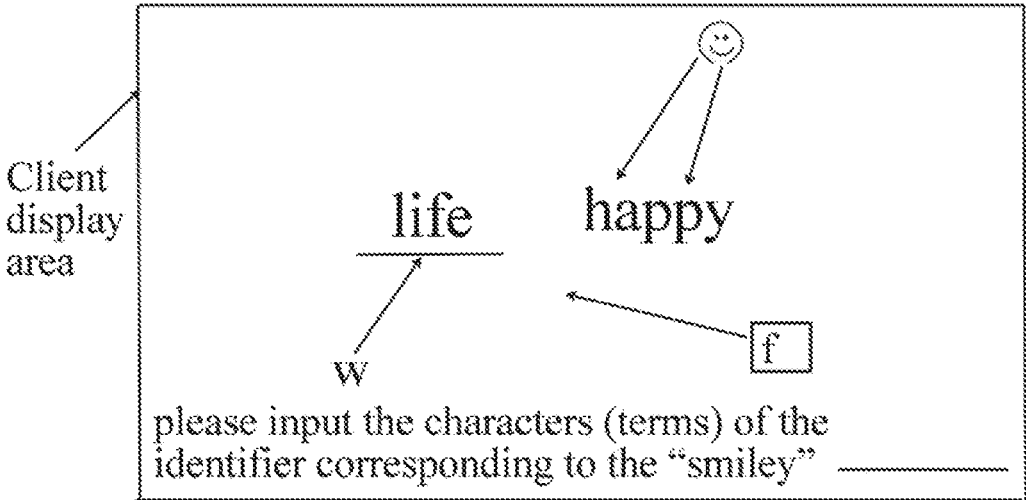 Client
display
area
life
happy
w
f
please input the characters (terms) of the
identifier corresponding to the “smiley”